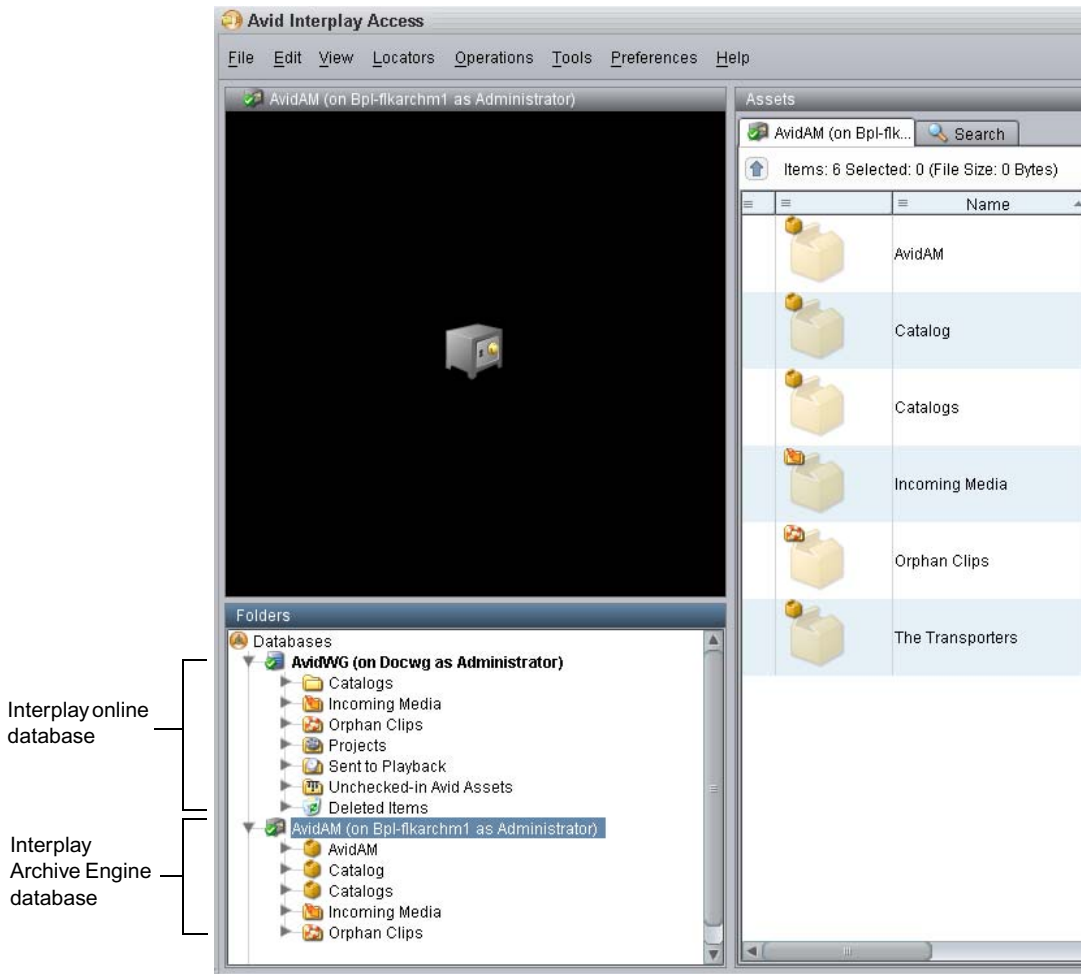 Avid Interplay Access
File Edit View Locators Operations Tools Preferences Help
AvidAM (on Bpl-flkarchm1 as Administrator)
Assets
AvidAM (on Bpl-flk... Search
Items: 6 Selected: 0 (File Size: 0 Bytes)
Name
AvidAM
Catalog
Catalogs
Incoming Media
Orphan Clips
The Transporters
Folders
Databases
AvidWG (on Docwg as Administrator)
Catalogs
Incoming Media
Orphan Clips
Projects
Sent to Playback
Unchecked-in Avid Assets
Deleted Items
AvidAM (on Bpl-flkarchm1 as Administrator)
AvidAM
Catalog
Catalogs
Incoming Media
Orphan Clips
Interplay online
database
Interplay
Archive Engine
database